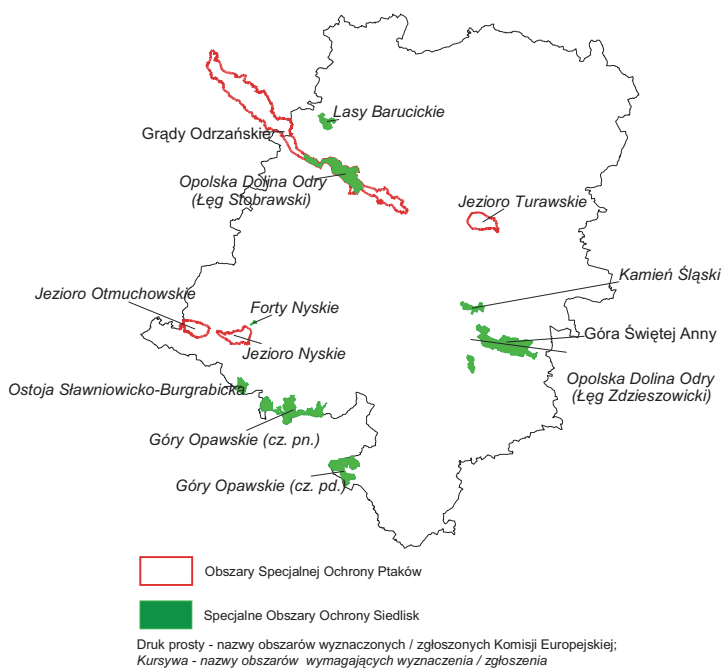 Lasy Barucickie
Grądy Odrzańskie
Opolska Dolina Odry
(Łęg Stobrawski)
Jezioro Turawskie
Kamień Śląski
Jezioro Otmuchowskie
Forty Nyskie
Góra Świętej Anny
Jezioro Nyskie
Opolska Dolina Odry
(Łęg Zdzieszowicki)
Ostoja Sławniowicko-Burgrabicka
Góry Opawskie (cz. pn.)
Góry Opawskie (cz. pd.)
Obszary Specjalnej Ochrony Ptaków
Specjalne Obszary Ochrony Siedlisk
Druk prosty - nazwy obszarów wyznaczonych / zgłoszonych Komisji Europejskiej;
Kursywa - nazwy obszarów wymagających wyznaczenia / zgłoszenia